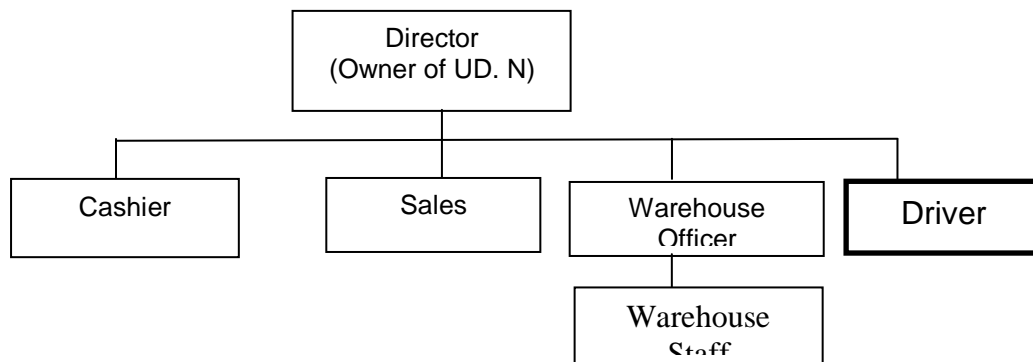 Director
(Owner of UD. N)
Cashier
Sales
Warehouse
Officer
Driver
Warehouse
Staff